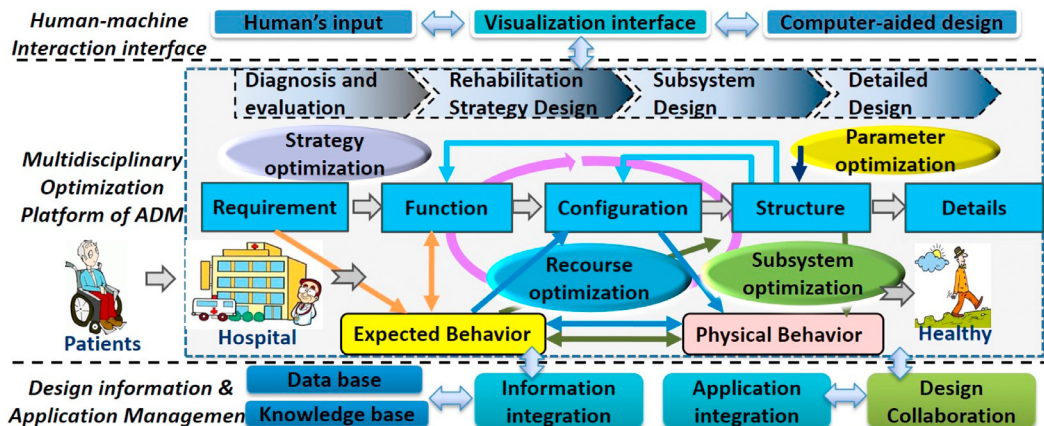 Human-machine
Interaction interface
Human's input
Visualization interface
Computer-aided design
Diagnosis and
evaluation
Rehabilitation
Strategy Design
Subsystem
Design
Detailed
Design
Strategy
optimization
Parameter
optimization
Multidisciplinary
Optimization
Platform of ADM
Requirement
Function
Configuration
Structure
Details
Recourse
optimization
Subsystem
optimization
Patients
Hospital
Expected Behavior
Physical Behavior
Healthy
Design information &
Application Managemen
Data base
Knowledge base
Information
integration
Application
integration
Design
Collaboration